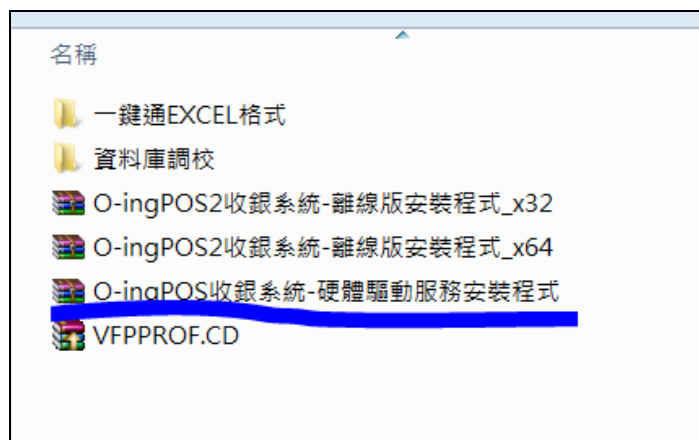 名稱
一鍵通EXCEL格式
資料庫調校
O-ingPOS2收銀系統-離線版安裝程式_x32
O-ingPOS2收銀系統-離線版安裝程式_x64
O-ingPOS收銀系統-硬體驅動服務安裝程式
VFPPROF.CD